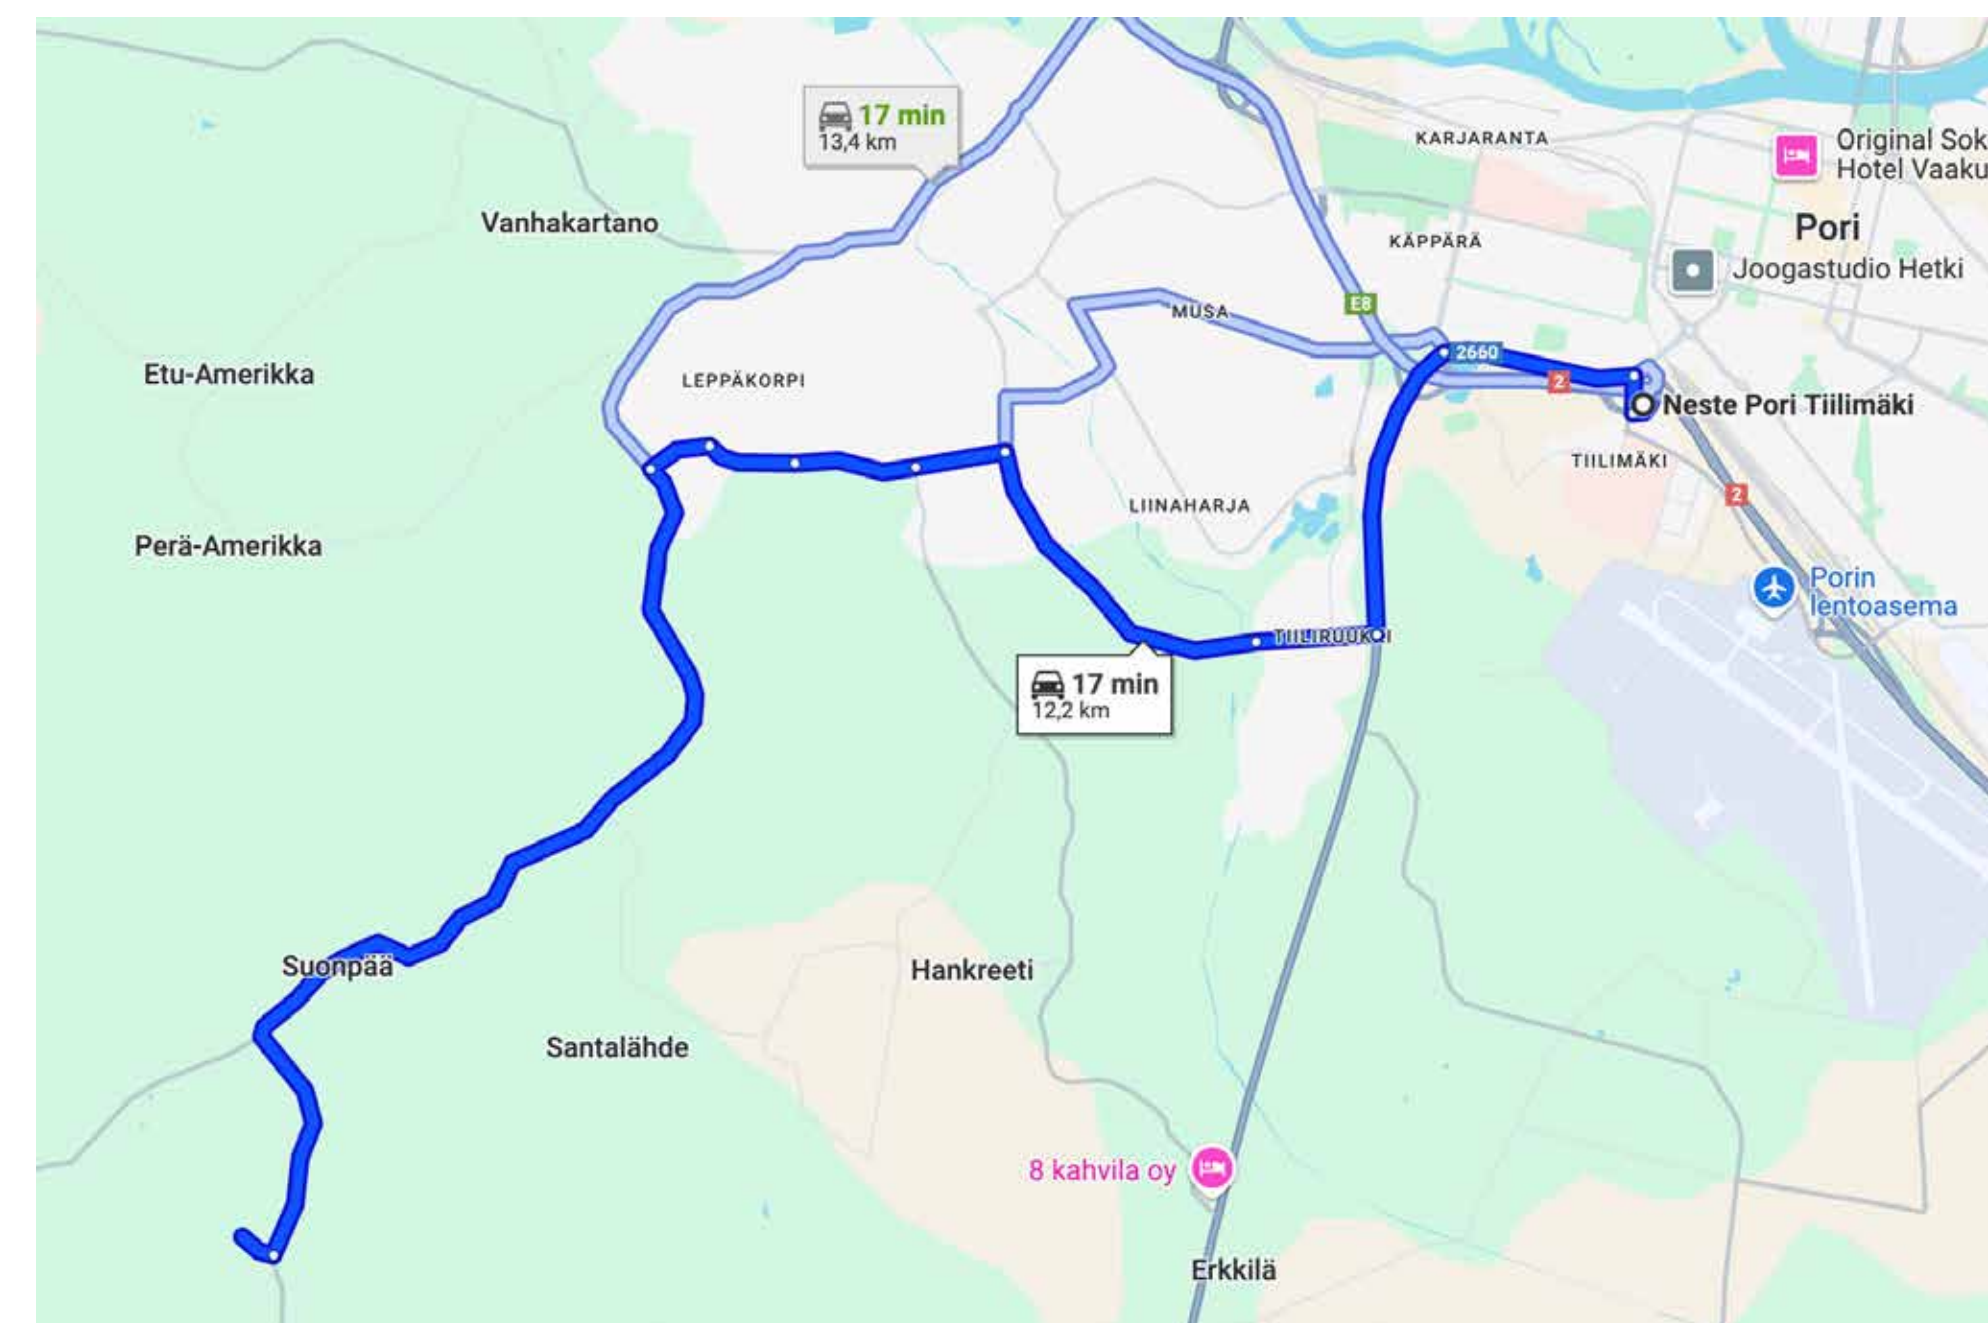 17 min
13,4 km
KARJARANTA
Original Sok
Hotel Vaaku
Vanhakartano
Pori
KÄPPÄRÄ
Joogastudio Hetki
E8
MUSA
2660
Etu-Amerikka
LEPPÄKORPI
2
Neste Pori Tiilimäki
TIILIMÄKI
2
LIINAHARJA
Perä-Amerikka
Porin
lentoasema
17 min
12,2 km
Suonpää
Hankreeti
Santalähde
8 kahvila oy
Erkkilä